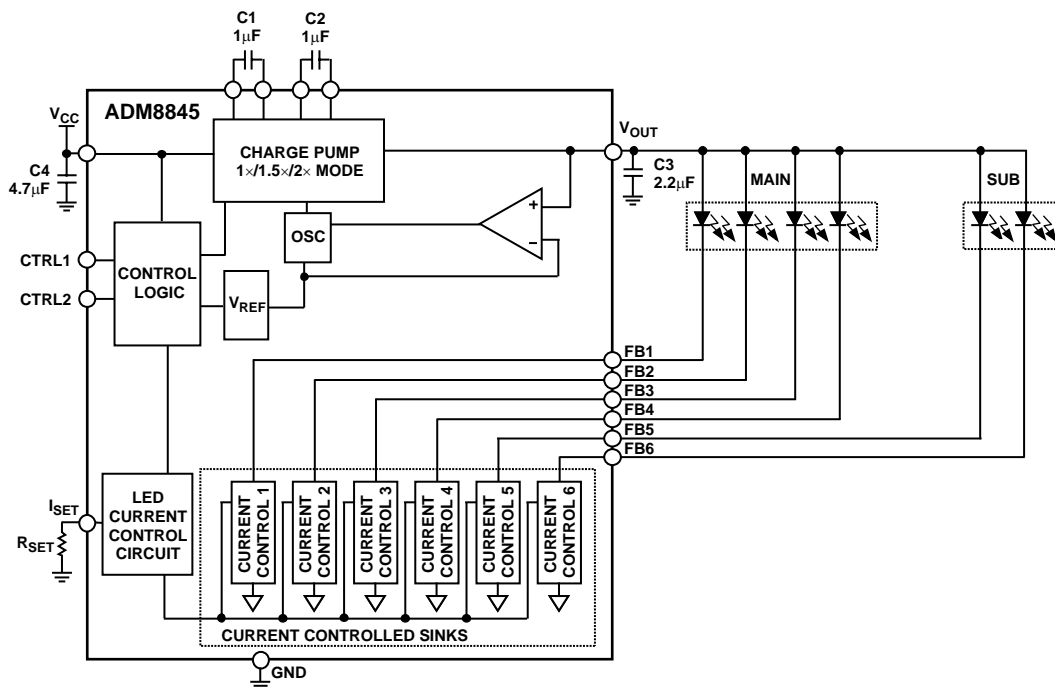 C1
1µF
C2
1µF
ADM8845
VCC
C4
4.7µF
CHARGE PUMP
1×/1.5×/2× MODE
VOUT
C3
2.2µF
MAIN
SUB
OSC
+
–
CTRL1
CTRL2
CONTROL
LOGIC
VREF
FB1
FB2
FB3
FB4
FB5
FB6
ISET
RSET
LED
CURRENT
CONTROL
CIRCUIT
CURRENT
CONTROL 1
CURRENT
CONTROL 2
CURRENT
CONTROL 3
CURRENT
CONTROL 4
CURRENT
CONTROL 5
CURRENT
CONTROL 6
CURRENT CONTROLLED SINKS
GND